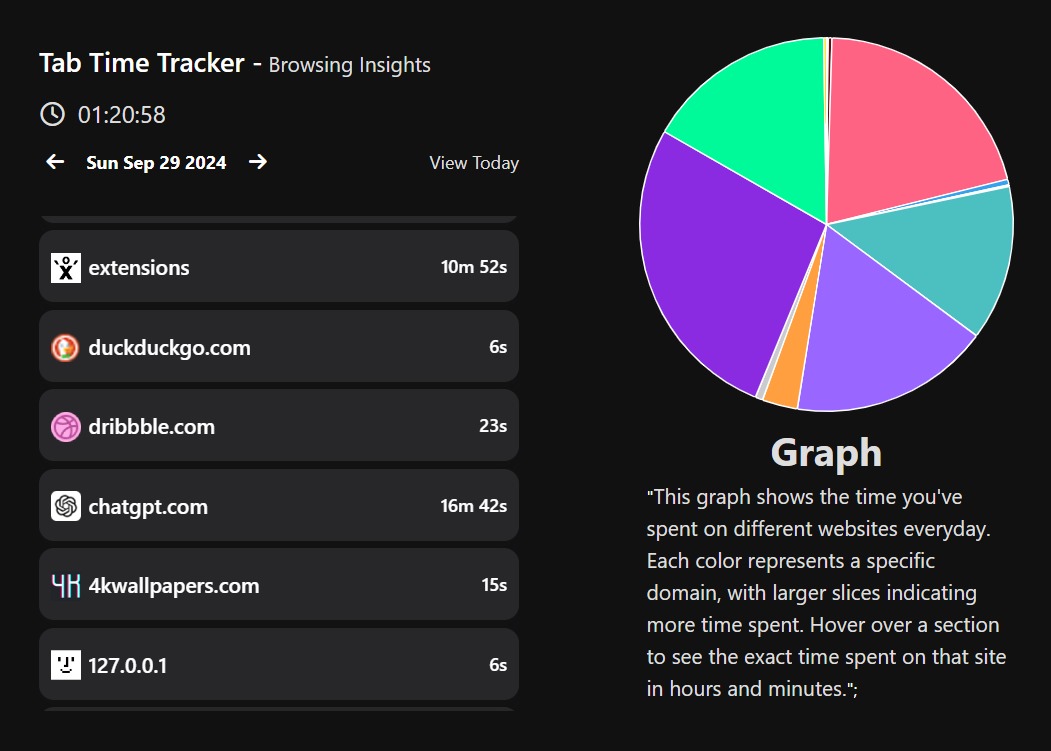 Tab Time Tracker - Browsing Insights
01:20:58
Sun Sep 29 2024
View Today
extensions 10m 52s
duckduckgo.com 6s
dribbble.com 23s
chatgpt.com 16m 42s
4K 4kwallpapers.com 15s
127.0.0.1 6s
Graph
"This graph shows the time you've
spent on different websites everyday.
Each color represents a specific
domain, with larger slices indicating
more time spent. Hover over a section
to see the exact time spent on that site
in hours and minutes.";